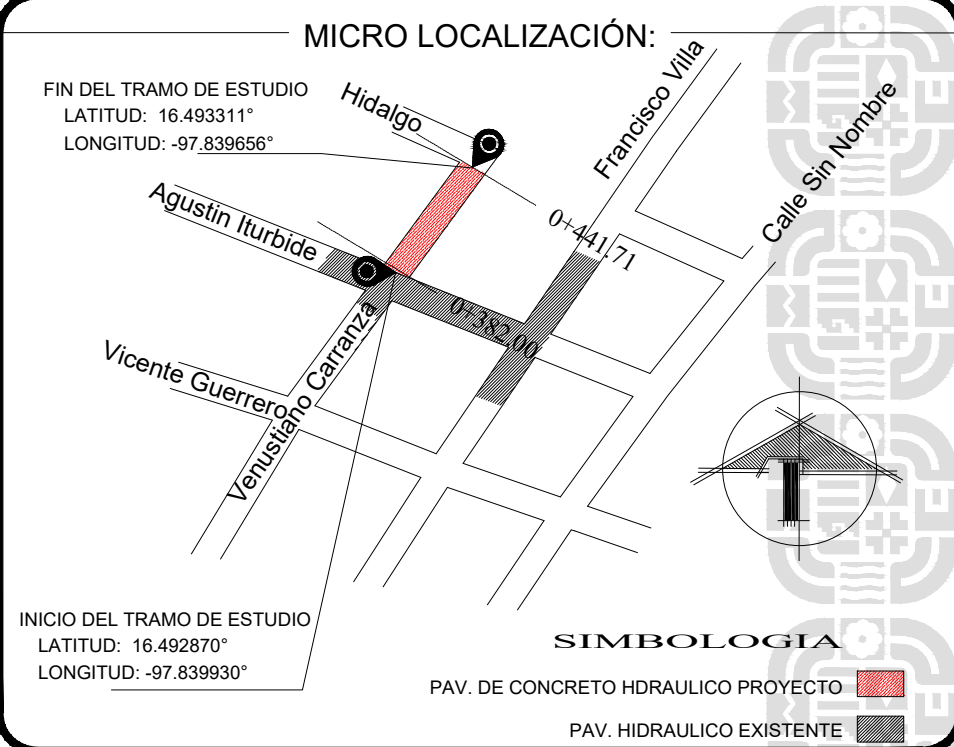 MICRO LOCALIZACIÓN:
FIN DEL TRAMO DE ESTUDIO
LATITUD: 16.493311°
LONGITUD: -97.839656°
Hidalgo
Francisco Villa
Calle Sin Nombre
Agustin Iturbide
0+441.71
0+382.00
Vicente Guerrero
Venustiano Carranza
INICIO DEL TRAMO DE ESTUDIO
LATITUD: 16.492870°
LONGITUD: -97.839930°
SIMBOLOGIA
PAV. DE CONCRETO HDRAULICO PROYECTO
PAV. HIDRAULICO EXISTENTE